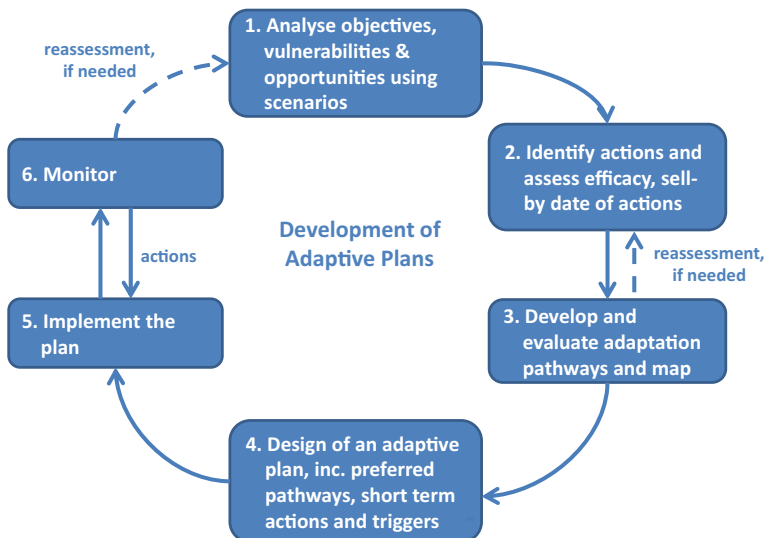 1. Analyse objectives,
vulnerabilities &
opportunities using
scenarios
reassessment,
if needed
2. Identify actions and
assess efficacy, sell-
by date of actions
6. Monitor
Development of
Adaptive Plans
actions
reassessment,
if needed
5. Implement the
plan
3. Develop and
evaluate adaptation
pathways and map
4. Design of an adaptive
plan, inc. preferred
pathways, short term
actions and triggers